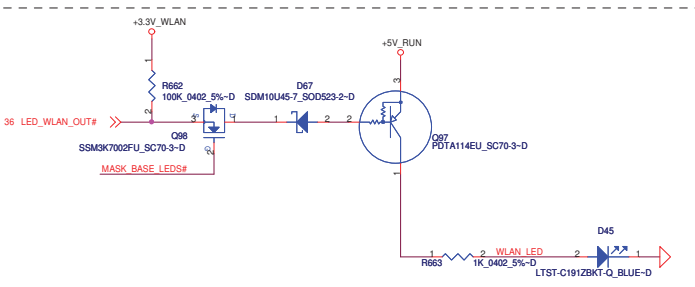 +3.3V_WLAN
+5V_RUN
1
R662
100K_0402_5%~D
2
D67
SDM10U45-7_SOD523-2~D
3
36 LED_WLAN_OUT#
3
1
1
2
2
Q98
SSM3K7002FU_SC70-3~D
2
Q97
PDTA114EU_SC70-3~D
MASK_BASE_LEDS#
1
D45
1
2
WLAN_LED
2
1
R663
1K_0402_5%~D
LTST-C191ZBKT-Q_BLUE~D